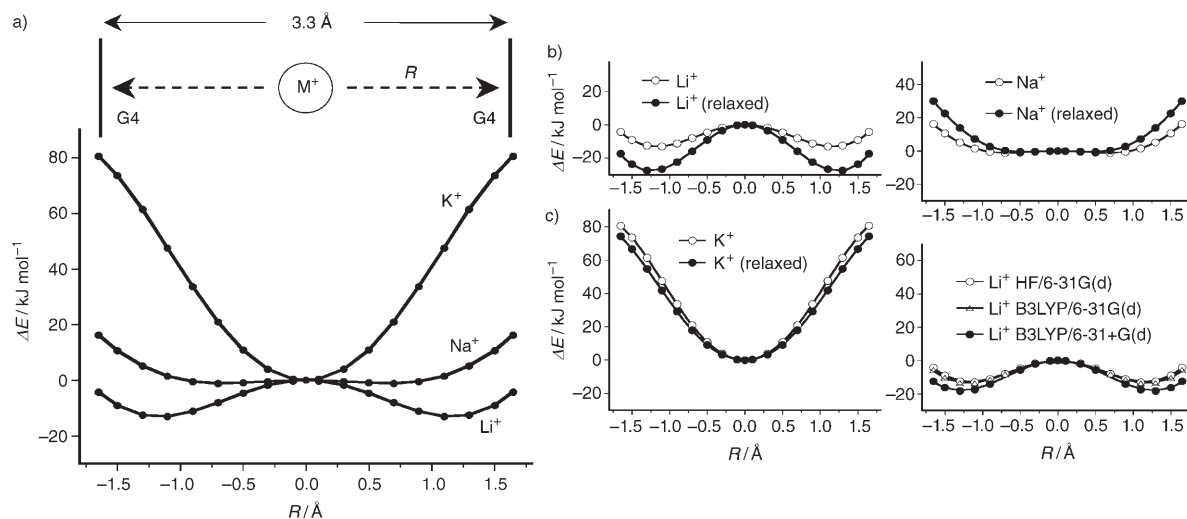 a)
3.3 Å
M⁺
R
G4
G4
80
60
40
20
0
−20
ΔE / kJ mol⁻¹
K⁺
Na⁺
Li⁺
−1.5 −1.0 −0.5 0.0 0.5 1.0 1.5
R / Å
b)
20
0
−20
ΔE / kJ mol⁻¹
Li⁺
Li⁺ (relaxed)
−1.5 −1.0 −0.5 0.0 0.5 1.0 1.5
40
20
0
−20
Na⁺
Na⁺ (relaxed)
−1.5 −1.0 −0.5 0.0 0.5 1.0 1.5
c)
80
60
40
20
0
ΔE / kJ mol⁻¹
K⁺
K⁺ (relaxed)
−1.5 −1.0 −0.5 0.0 0.5 1.0 1.5
R / Å
60
40
20
0
−20
Li⁺ HF/6-31G(d)
Li⁺ B3LYP/6-31G(d)
Li⁺ B3LYP/6-31+G(d)
−1.5 −1.0 −0.5 0.0 0.5 1.0 1.5
R / Å